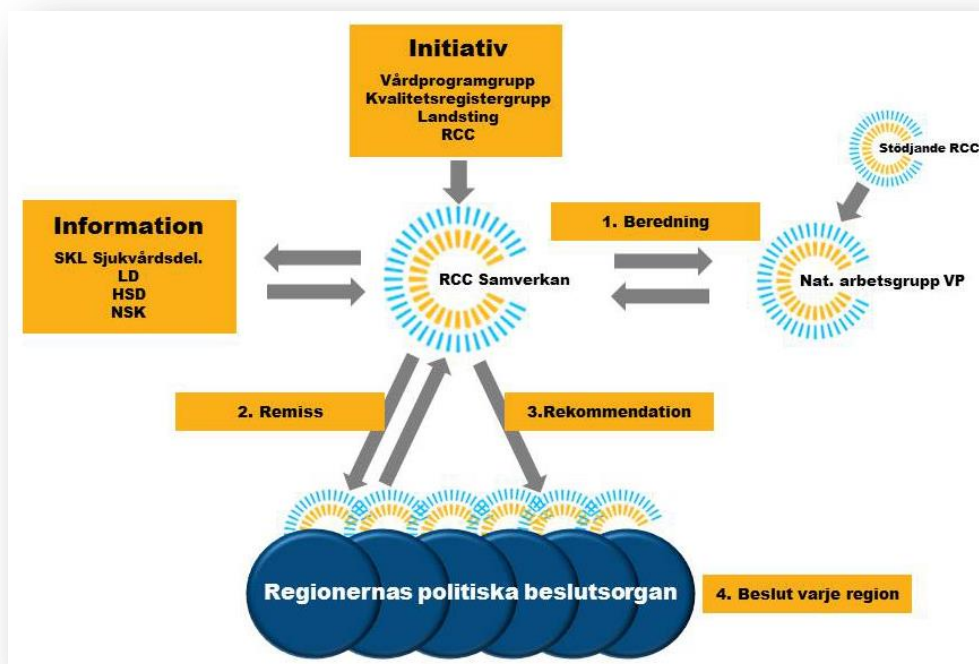 Initiativ
Vårdprogramgrupp
Kvalitetsregistergrupp
Landsting
RCC
Stödjande RCC
Information
SKL Sjukvårdsdel.
LD
HSD
NSK
1. Beredning
RCC Samverkan
Nat. arbetsgrupp VP
2. Remiss
3.Rekommendation
Regionernas politiska beslutsorgan
4. Beslut varje region